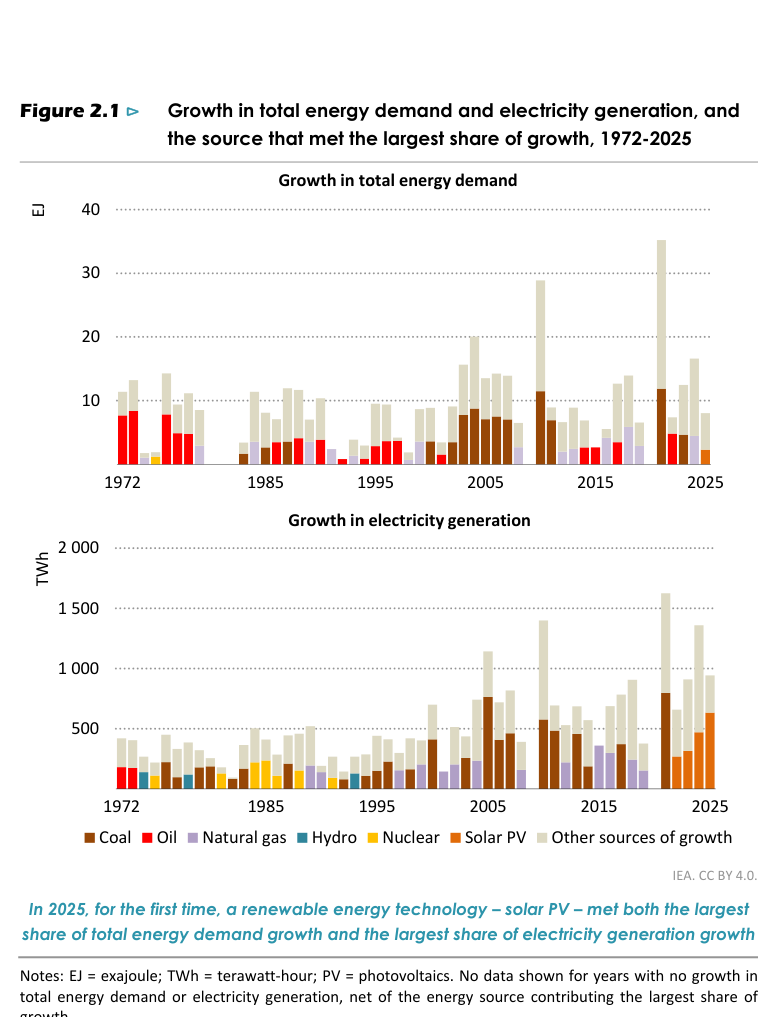 Figure 2.1 ▷ Growth in total energy demand and electricity generation, and
the source that met the largest share of growth, 1972-2025
Growth in total energy demand
EJ
40
30
20
10
1972 1985 1995 2005 2015 2025
Growth in electricity generation
TWh
2 000
1 500
1 000
500
1972 1985 1995 2005 2015 2025
Coal Oil Natural gas Hydro Nuclear Solar PV Other sources of growth
IEA. CC BY 4.0.
In 2025, for the first time, a renewable energy technology – solar PV – met both the largest
share of total energy demand growth and the largest share of electricity generation growth
Notes: EJ = exajoule; TWh = terawatt-hour; PV = photovoltaics. No data shown for years with no growth in
total energy demand or electricity generation, net of the energy source contributing the largest share of
growth.